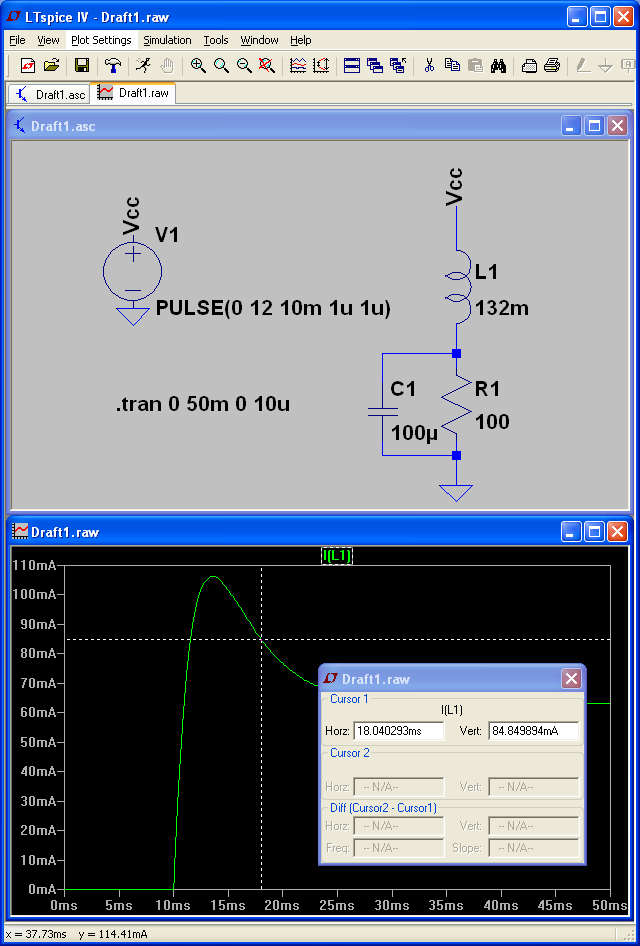 LTspice IV - Draft1.raw
File View Plot Settings Simulation Tools Window Help
Draft1.asc Draft1.raw
Draft1.asc
Vcc
V1
PULSE(0 12 10m 1u 1u)
.tran 0 50m 0 10u
Vcc
L1
132m
C1
100µ
R1
100
Draft1.raw
I(L1)
110mA
100mA
90mA
80mA
70mA
60mA
50mA
40mA
30mA
20mA
10mA
0mA
0ms 5ms 10ms 15ms 20ms 25ms 30ms 35ms 40ms 45ms 50ms
Draft1.raw
Cursor 1
I(L1)
Horz: 18.040293ms Vert: 84.849894mA
Cursor 2
Horz: -- N/A-- Vert: -- N/A--
Diff (Cursor2 - Cursor1)
Horz: -- N/A-- Vert: -- N/A--
Freq: -- N/A-- Slope: -- N/A--
x = 37.73ms y = 114.41mA